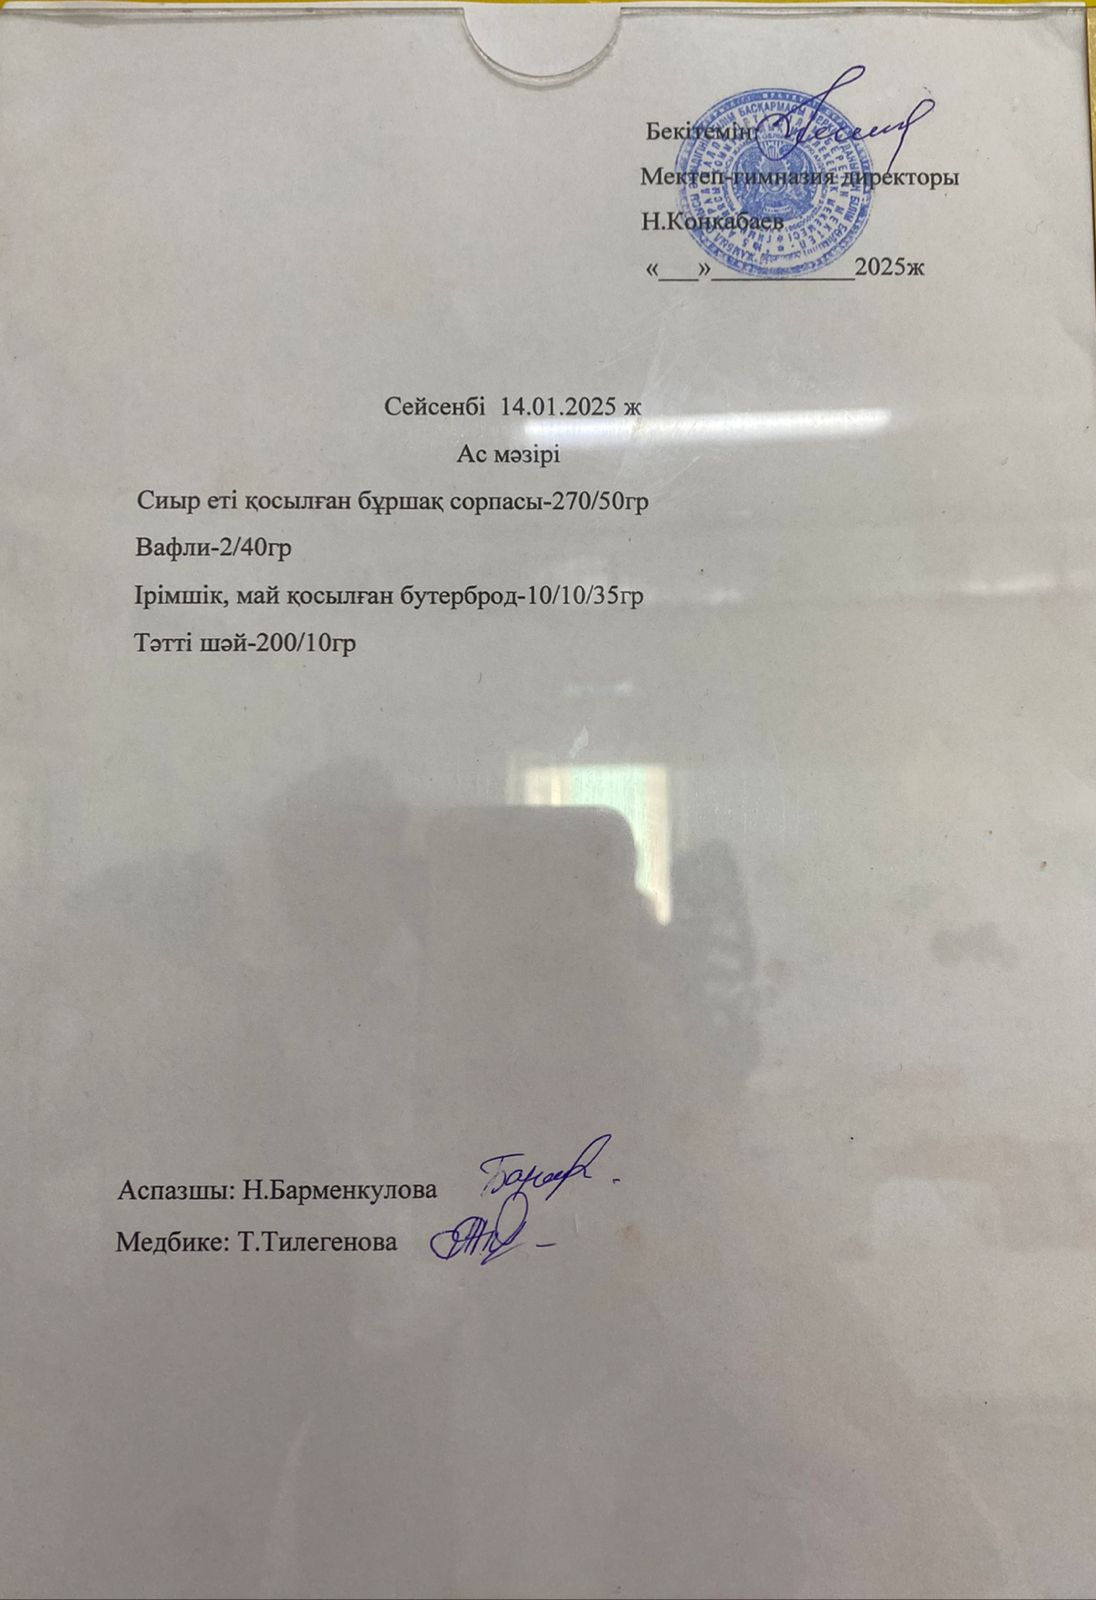 Бекітемін:
Мектеп-гимназия директоры
Н.Конкабаев
«___»___________2025ж
Сейсенбі 14.01.2025 ж
Ас мәзірі
Сиыр еті қосылған бұршақ сорпасы-270/50гр
Вафли-2/40гр
Ірімшік, май қосылған бутерброд-10/10/35гр
Тәтті шәй-200/10гр
Аспазшы: Н.Барменкулова
Медбике: Т.Тилегенова